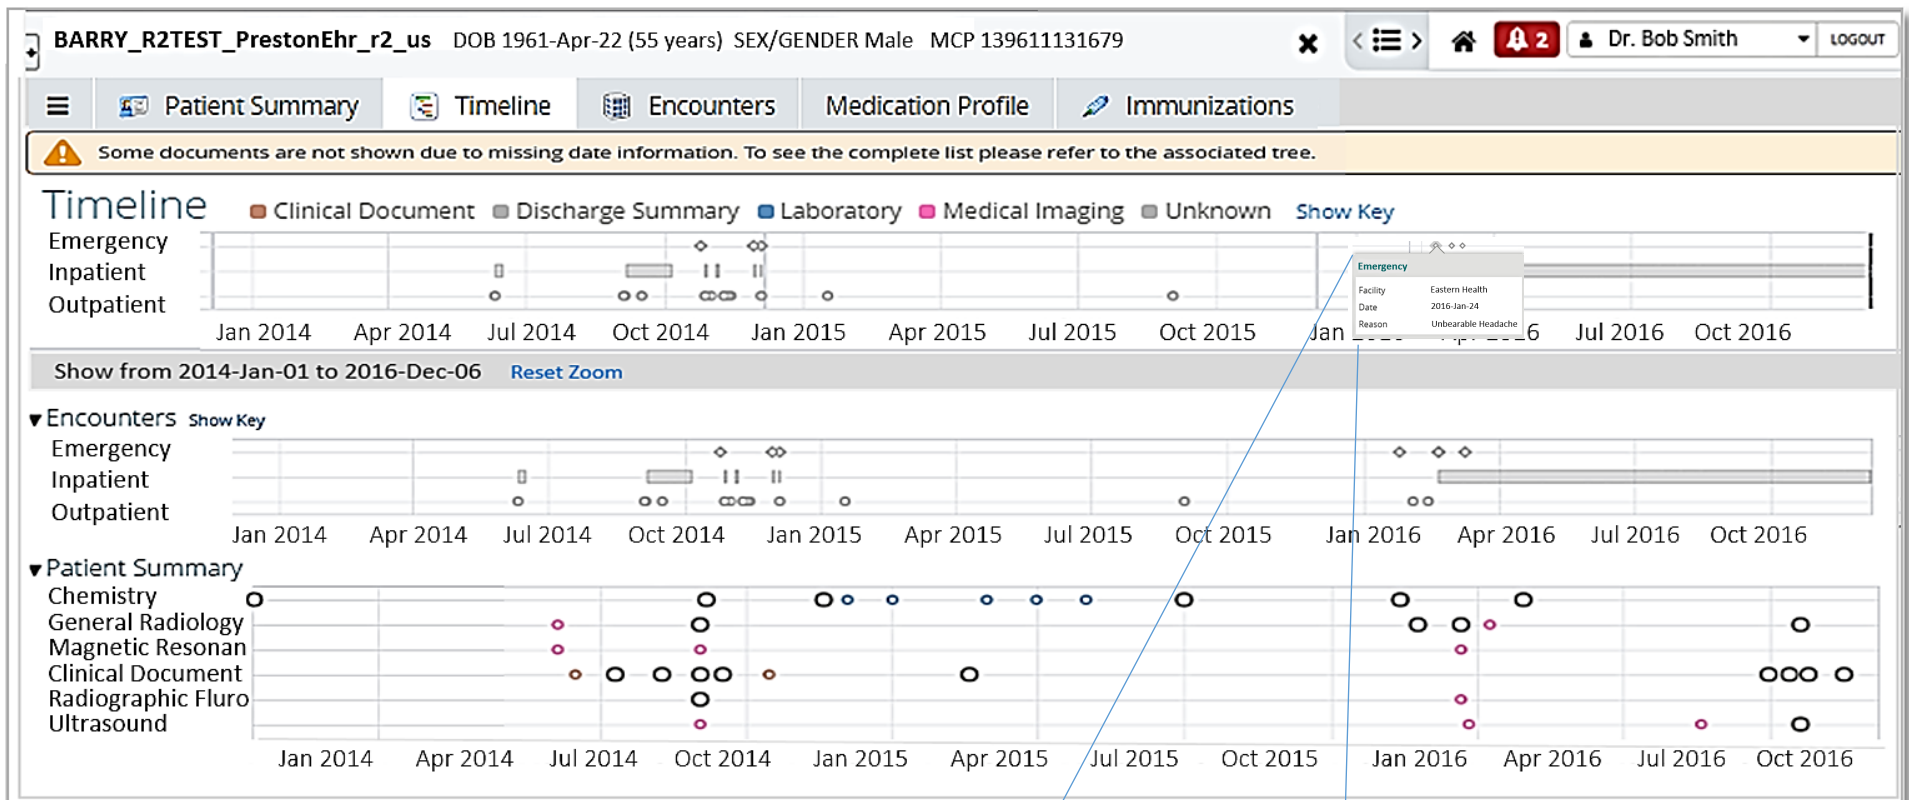 BARRY_R2TEST_PrestonEhr_r2_us DOB 1961-Apr-22 (55 years) SEX/GENDER Male MCP 139611131679 2 Dr. Bob Smith LOGOUT
Patient Summary Timeline Encounters Medication Profile Immunizations
Some documents are not shown due to missing date information. To see the complete list please refer to the associated tree.
Timeline Clinical Document Discharge Summary Laboratory Medical Imaging Unknown Show Key
Emergency
Inpatient
Outpatient
Emergency
Facility Eastern Health
Date 2016-Jan-24
Reason Unbearable Headache
Jan 2014 Apr 2014 Jul 2014 Oct 2014 Jan 2015 Apr 2015 Jul 2015 Oct 2015 Jan Jul 2016 Oct 2016
Show from 2014-Jan-01 to 2016-Dec-06 Reset Zoom
Encounters Show Key
Emergency
Inpatient
Outpatient
Jan 2014 Apr 2014 Jul 2014 Oct 2014 Jan 2015 Apr 2015 Jul 2015 Oct 2015 Jan 2016 Apr 2016 Jul 2016 Oct 2016
Patient Summary
Chemistry
General Radiology
Magnetic Resonan
Clinical Document
Radiographic Fluro
Ultrasound
Jan 2014 Apr 2014 Jul 2014 Oct 2014 Jan 2015 Apr 2015 Jul 2015 Oct 2015 Jan 2016 Apr 2016 Jul 2016 Oct 2016